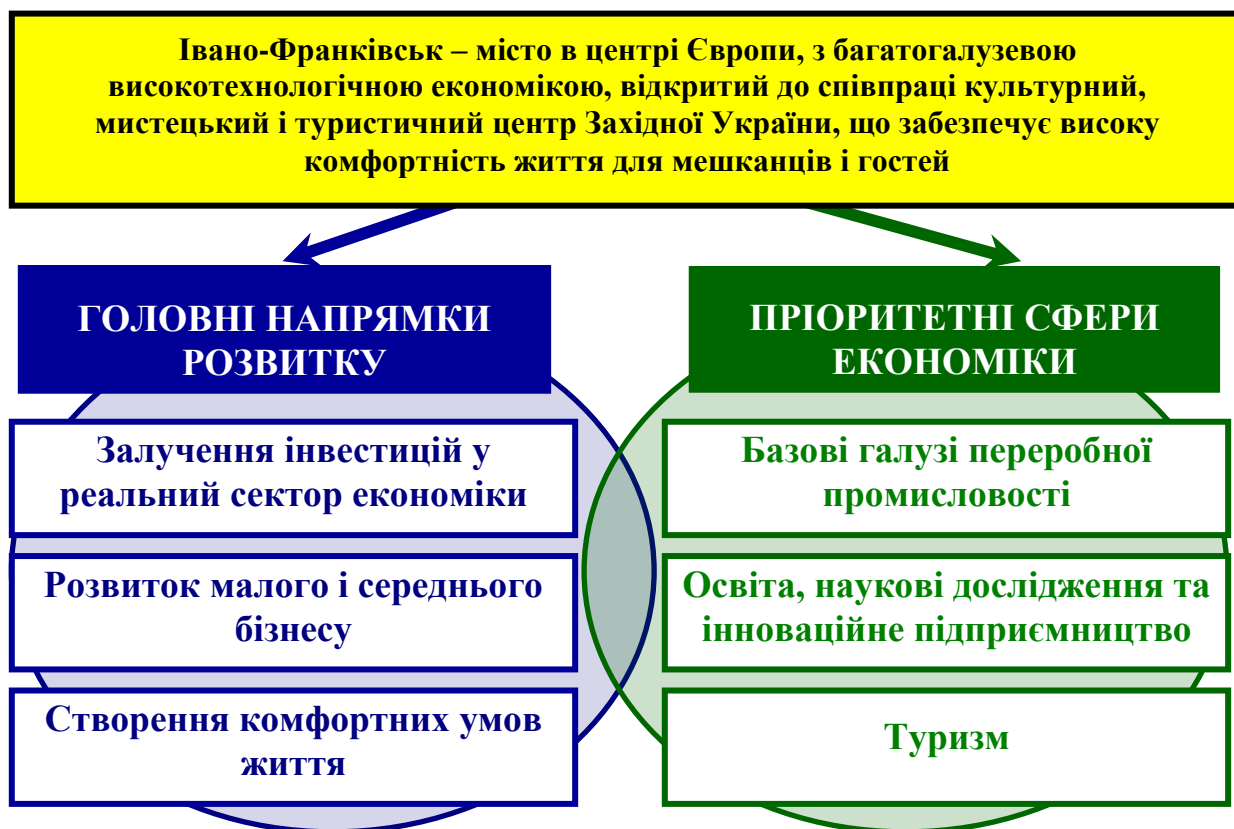 Івано-Франківськ – місто в центрі Європи, з багатогалузевою
високотехнологічною економікою, відкритий до співпраці культурний,
мистецький і туристичний центр Західної України, що забезпечує високу
комфортність життя для мешканців і гостей
ГОЛОВНІ НАПРЯМКИ
РОЗВИТКУ
Залучення інвестицій у
реальний сектор економіки
Розвиток малого і середнього
бізнесу
Створення комфортних умов
життя
ПРІОРИТЕТНІ СФЕРИ
ЕКОНОМІКИ
Базові галузі переробної
промисловості
Освіта, наукові дослідження та
інноваційне підприємництво
Туризм